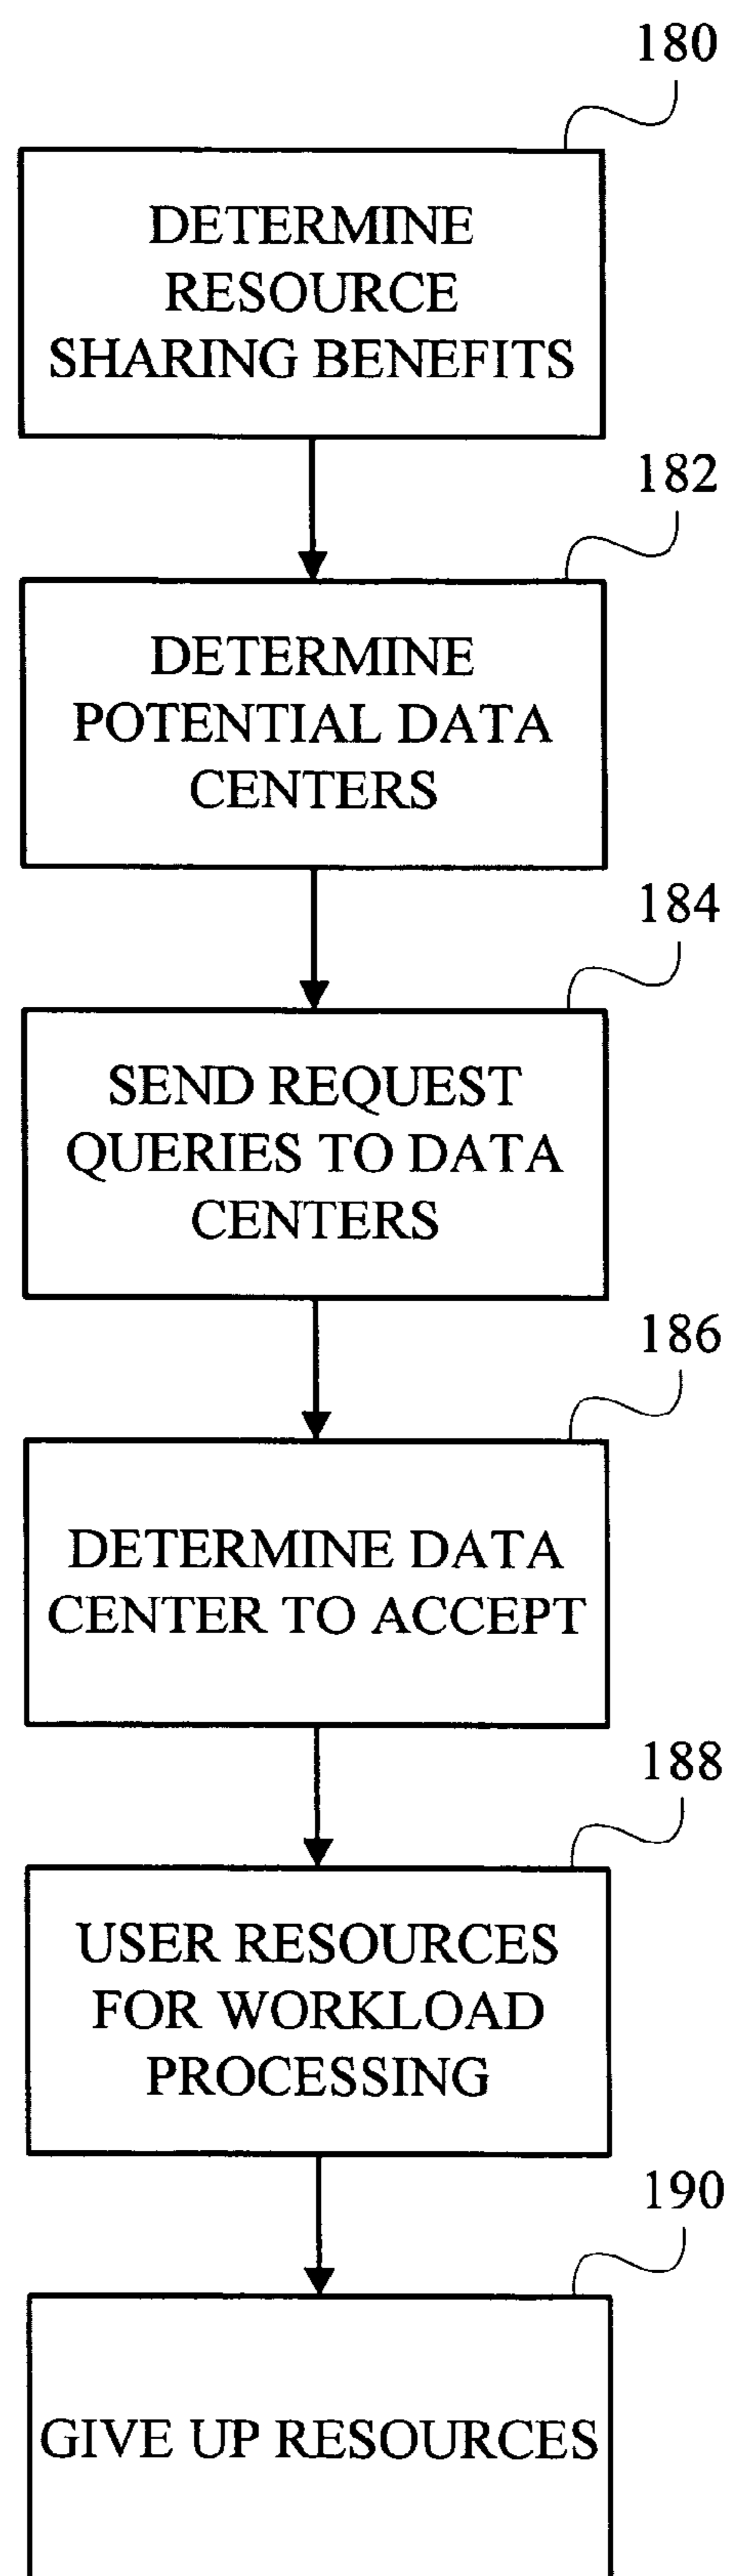 180
DETERMINE
RESOURCE
SHARING BENEFITS
182
DETERMINE
POTENTIAL DATA
CENTERS
184
SEND REQUEST
QUERIES TO DATA
CENTERS
186
DETERMINE DATA
CENTER TO ACCEPT
188
USER RESOURCES
FOR WORKLOAD
PROCESSING
190
GIVE UP RESOURCES